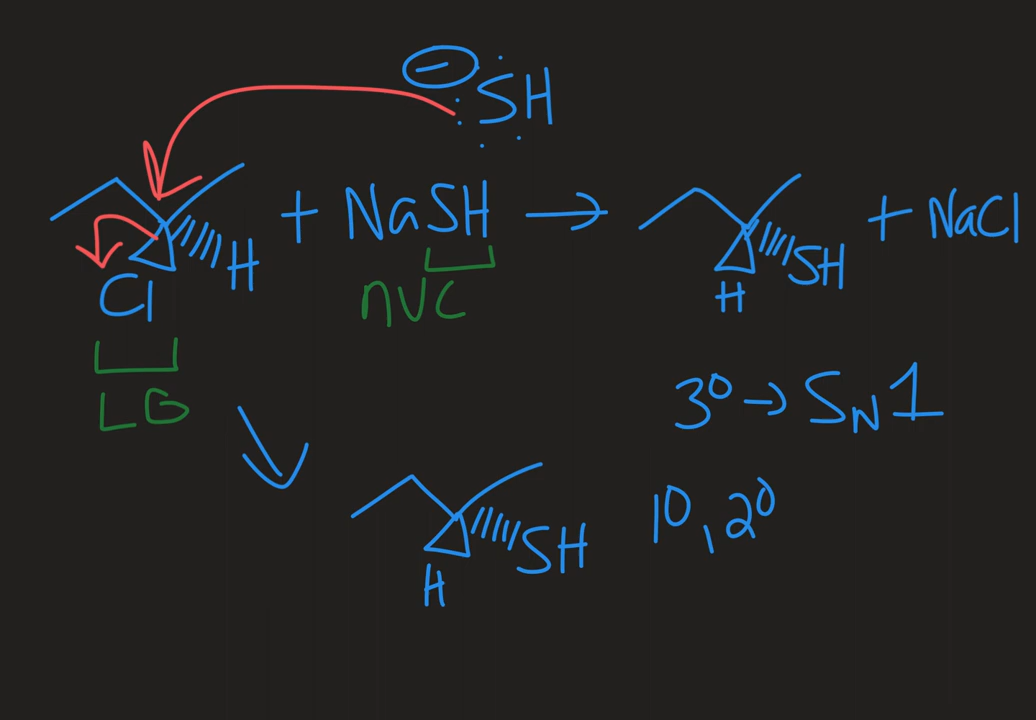 − SH
+ NaSH → + NaCl
Cl H SH
H
nuc
LG
3° → SN1
SH
H
1°, 2°